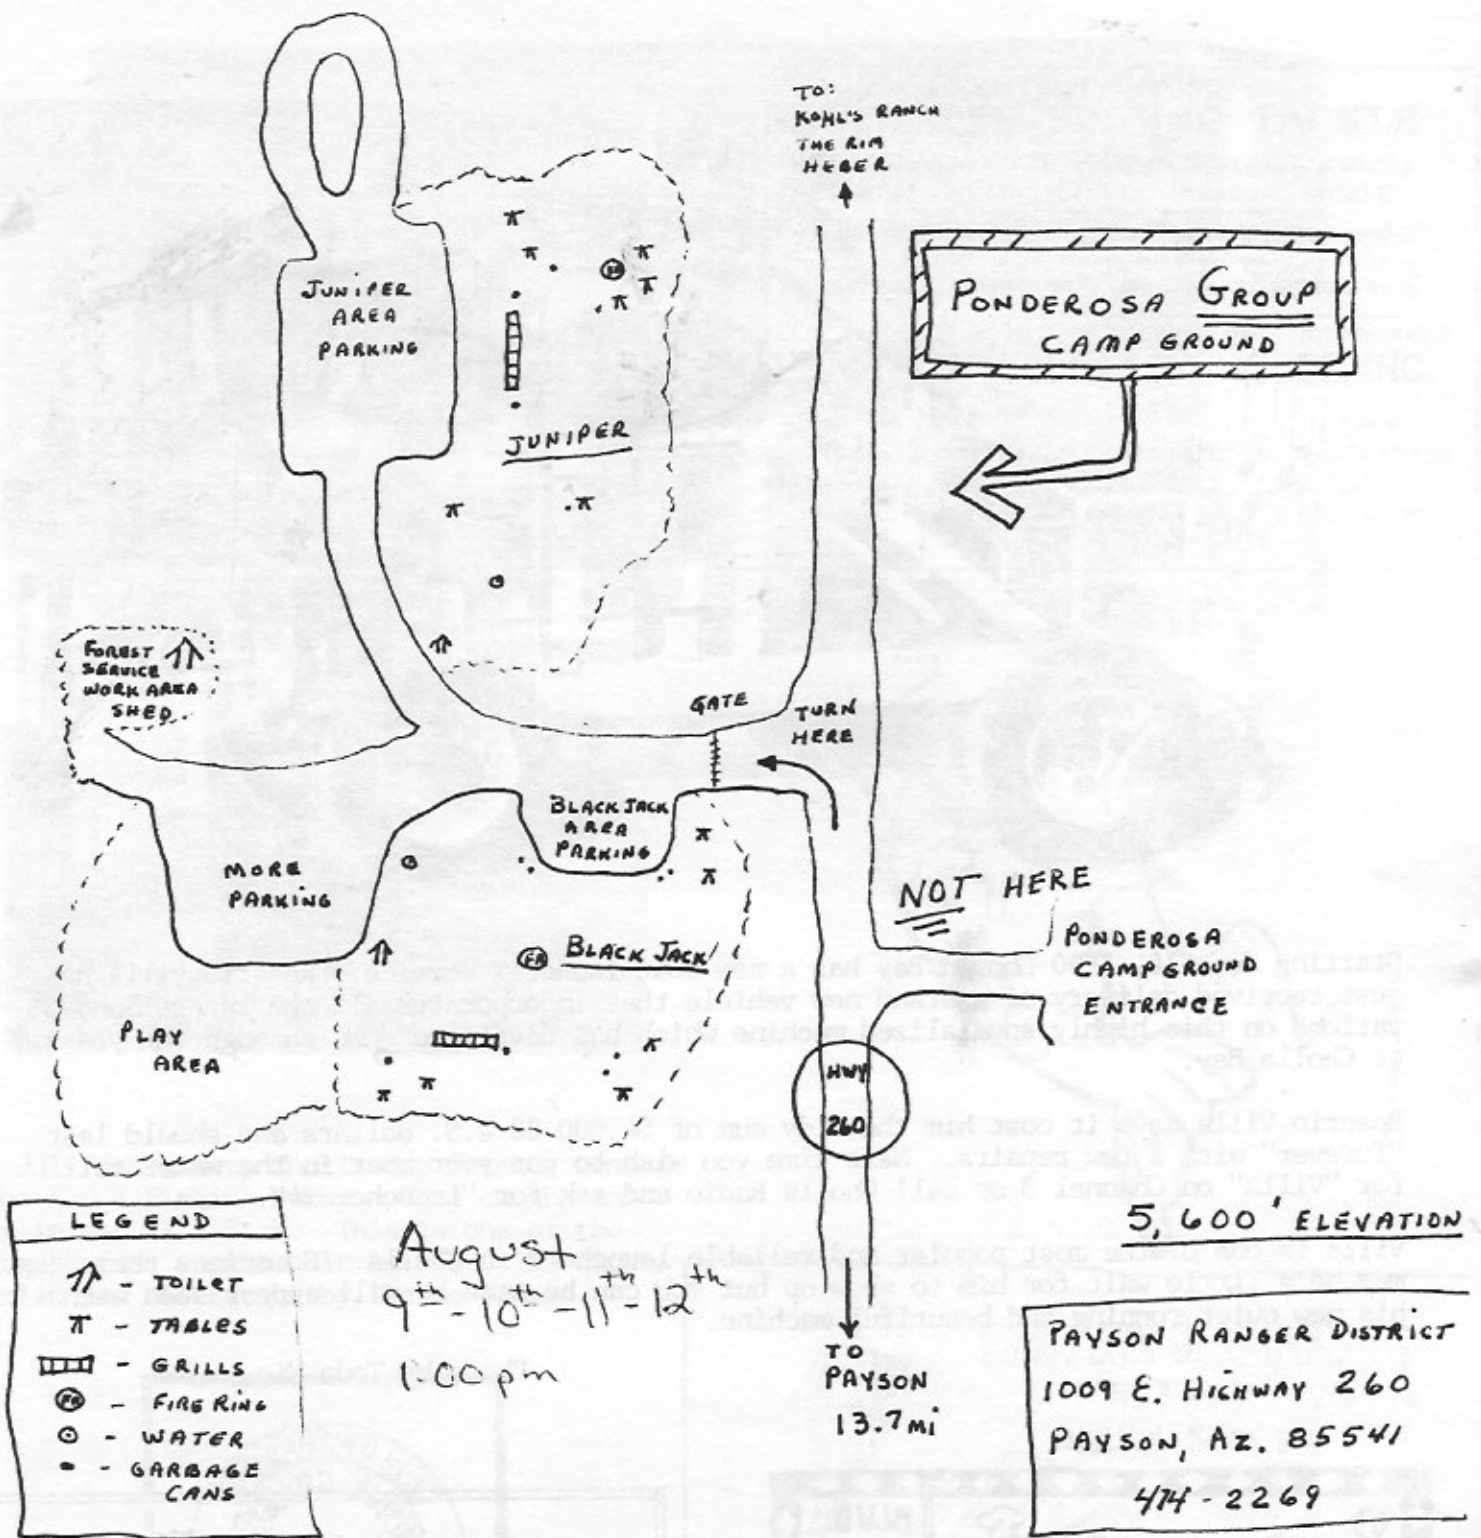 TO:
KOHL'S RANCH
THE RIM
HEBER
PONDEROSA GROUP
CAMP GROUND
JUNIPER
AREA
PARKING
JUNIPER
FOREST
SERVICE
WORK AREA
SHED
GATE
TURN
HERE
BLACK JACK
AREA
PARKING
MORE
PARKING
NOT HERE
PONDEROSA
CAMPGROUND
ENTRANCE
FR
BLACK JACK
PLAY
AREA
HWY
260
LEGEND
- TOILET
- TABLES
- GRILLS
FR - FIRE RING
- WATER
- GARBAGE
CANS
August
9th - 10th - 11th - 12th
1:00 pm
TO
PAYSON
13.7 mi
5,600' ELEVATION
PAYSON RANGER DISTRICT
1009 E. HIGHWAY 260
PAYSON, AZ. 85541
474-2269